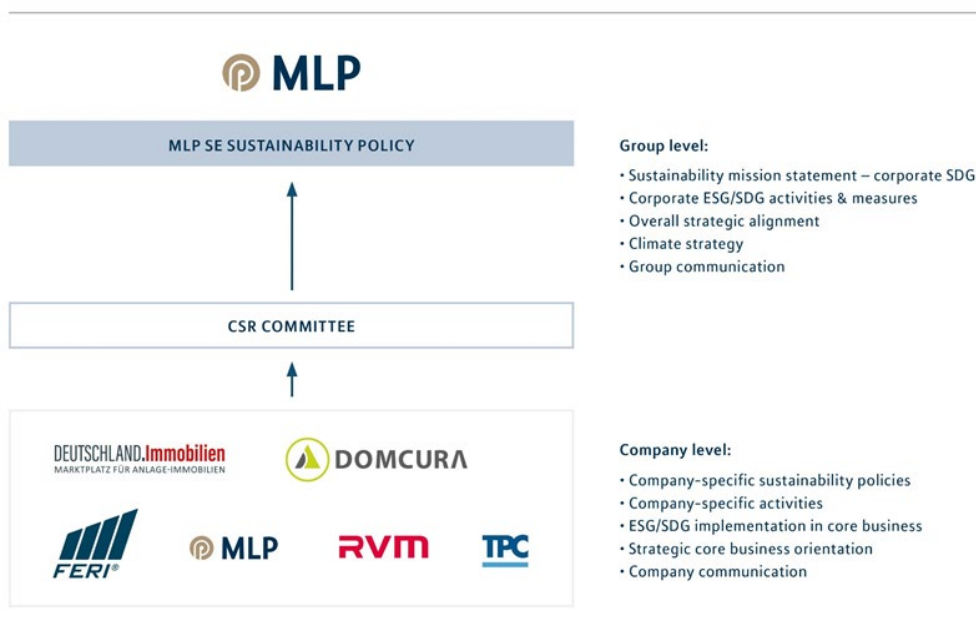 MLP
MLP SE SUSTAINABILITY POLICY
Group level:
• Sustainability mission statement – corporate SDG
• Corporate ESG/SDG activities & measures
• Overall strategic alignment
• Climate strategy
• Group communication
CSR COMMITTEE
DEUTSCHLAND.Immobilien
MARKTPLATZ FÜR ANLAGE-IMMOBILIEN
DOMCURA
FERI®
MLP
RVM
TPC
Company level:
• Company-specific sustainability policies
• Company-specific activities
• ESG/SDG implementation in core business
• Strategic core business orientation
• Company communication